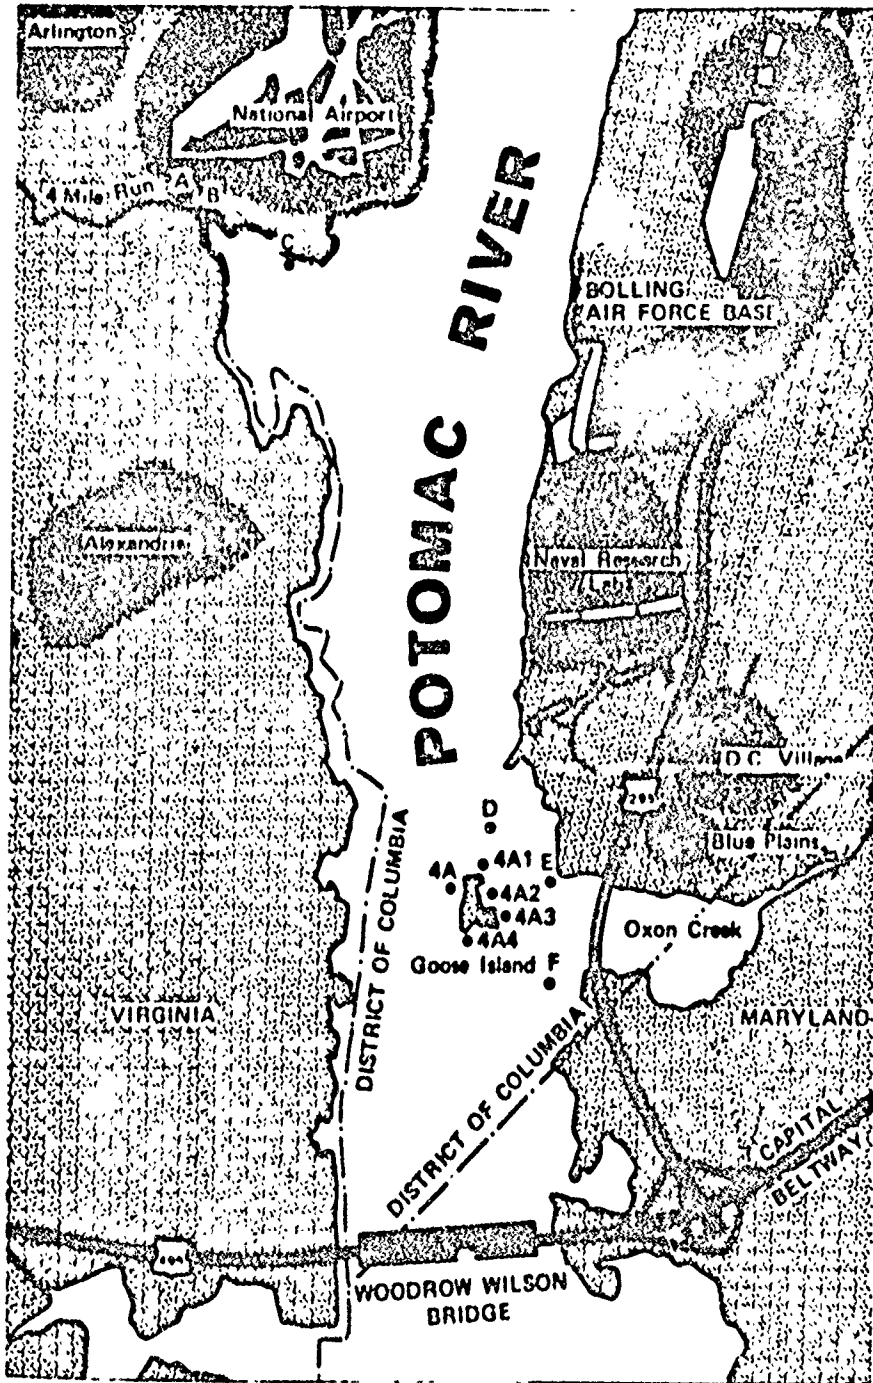 Arlington
National Airport
4 Mile Run
A
B
C
POTOMAC RIVER
BOLLING
AIR FORCE BASE
Alexandria
Naval Research
Lab
D.C. Village
295
Blue Plains
D
4A1
E
4A
4A2
4A3
4A4
Oxon Creek
Goose Island
F
DISTRICT OF COLUMBIA
VIRGINIA
MARYLAND
DISTRICT OF COLUMBIA
CAPITAL
BELTWAY
WOODROW WILSON
BRIDGE